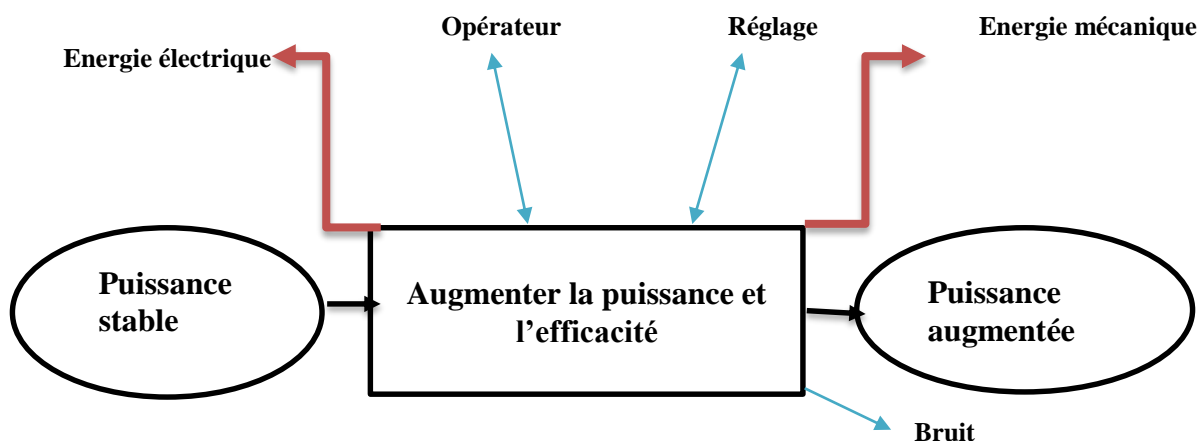 Opérateur
Réglage
Energie mécanique
Energie électrique
Puissance
stable
Augmenter la puissance et
l’efficacité
Puissance
augmentée
Bruit